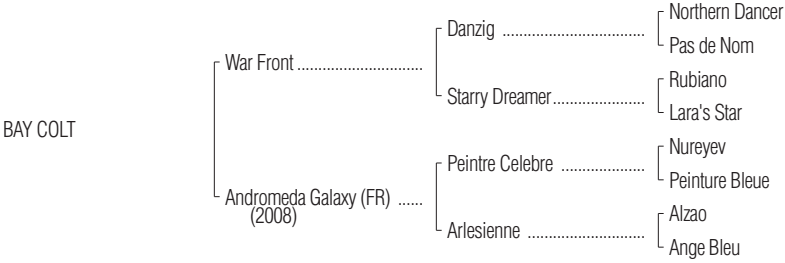 Northern Dancer
Danzig ................................
Pas de Nom
War Front ..............................
Rubiano
Starry Dreamer......................
Lara's Star
BAY COLT
Nureyev
Peintre Celebre ....................
Peinture Bleue
Andromeda Galaxy (FR) ......
(2008)
Alzao
Arlesienne ............................
Ange Bleu